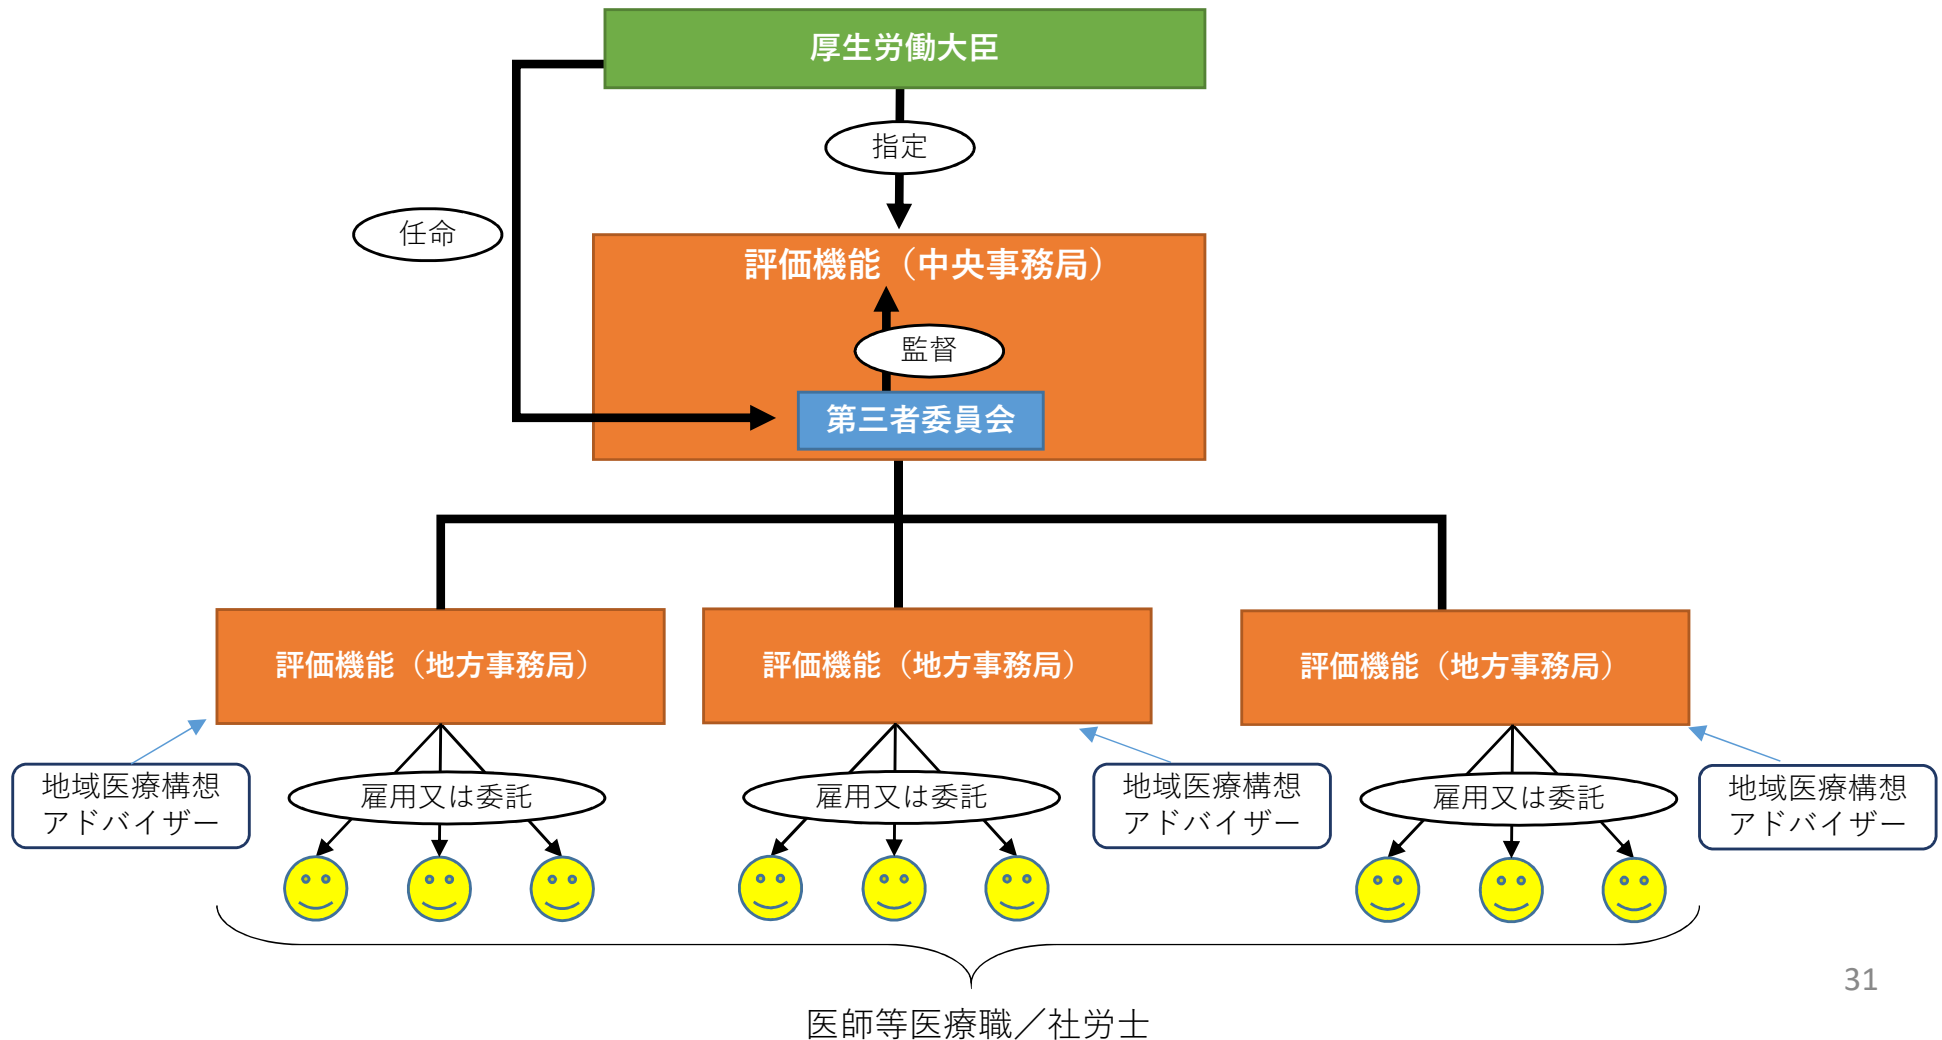 厚生労働大臣
指定
任命
評価機能（中央事務局）
監督
第三者委員会
評価機能（地方事務局）
評価機能（地方事務局）
評価機能（地方事務局）
地域医療構想
アドバイザー
雇用又は委託
雇用又は委託
地域医療構想
アドバイザー
雇用又は委託
地域医療構想
アドバイザー
医師等医療職／社労士
31